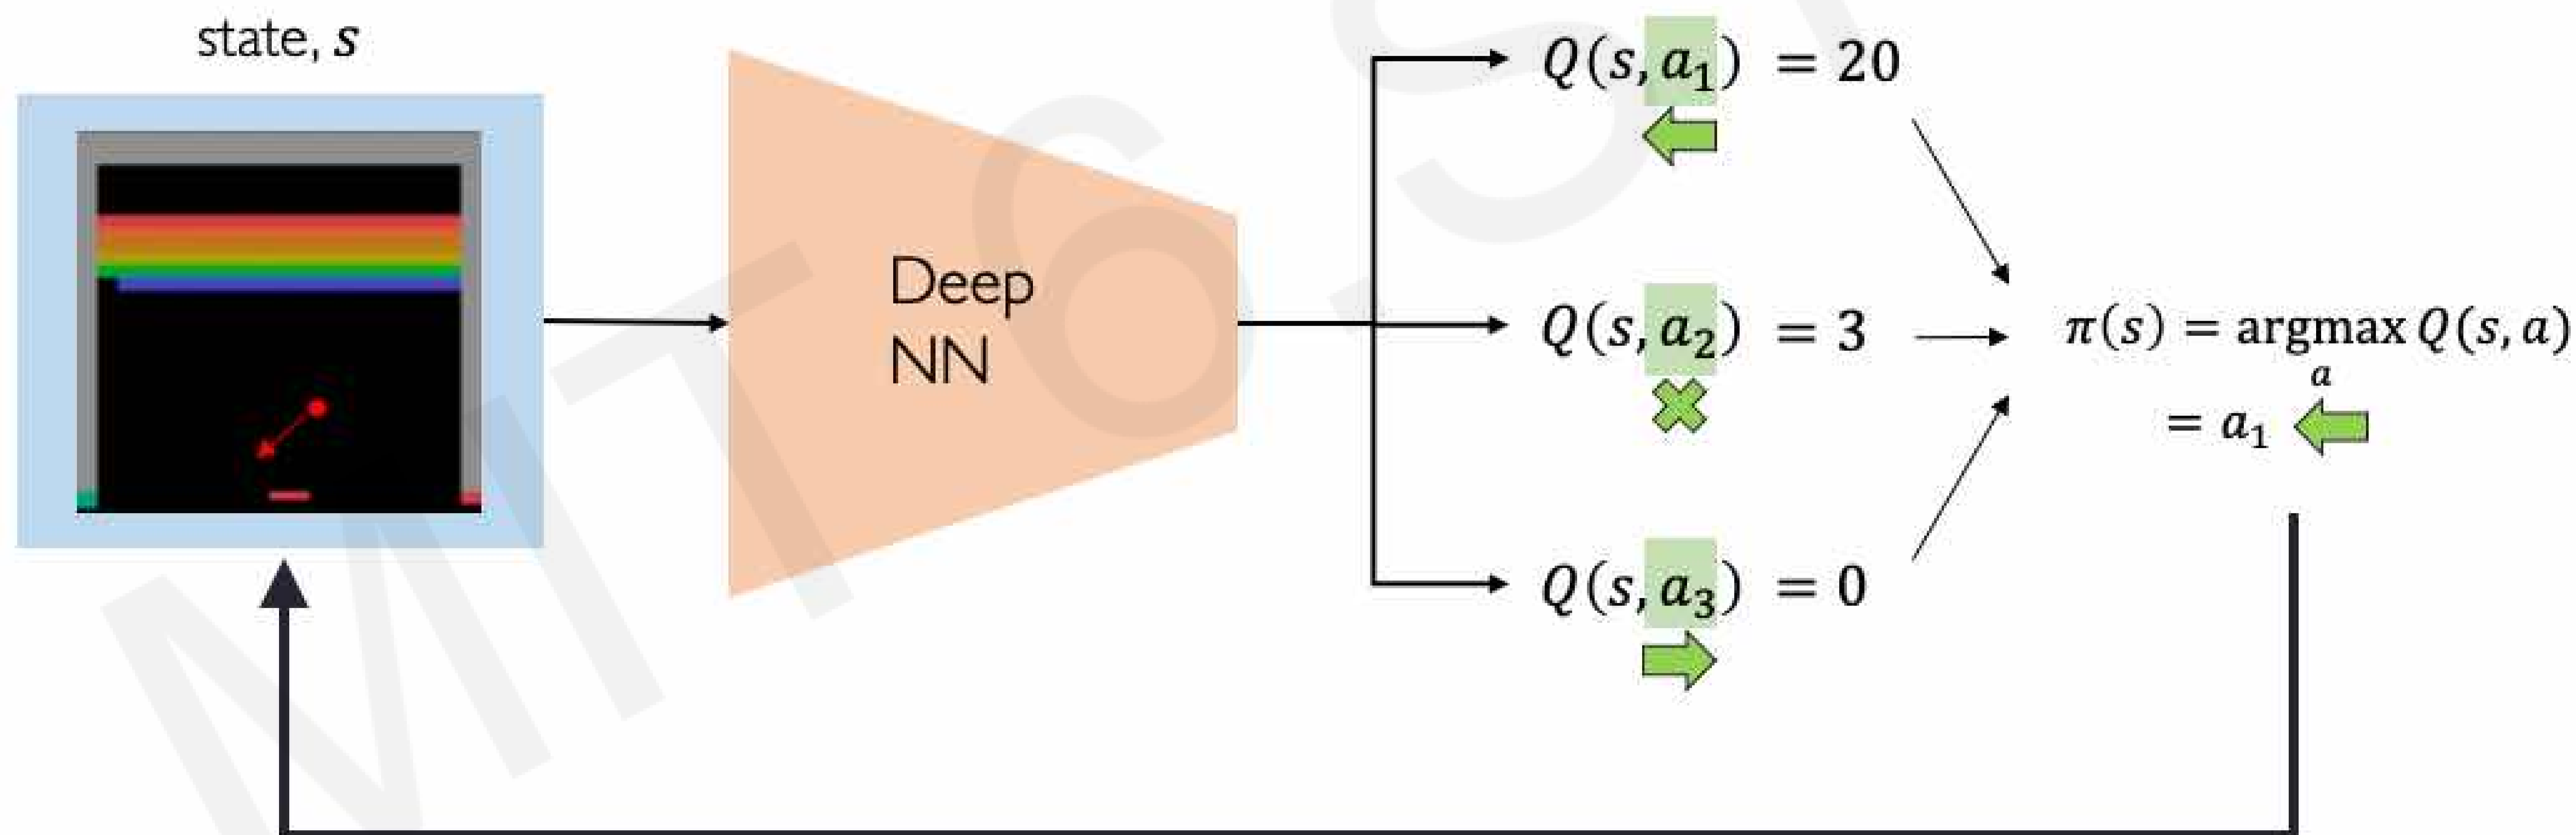 state, s
Deep
NN
Q(s, a₁) = 20
Q(s, a₂) = 3
Q(s, a₃) = 0
π(s) = argmax Q(s, a)
a
= a₁
MIT 6.S1